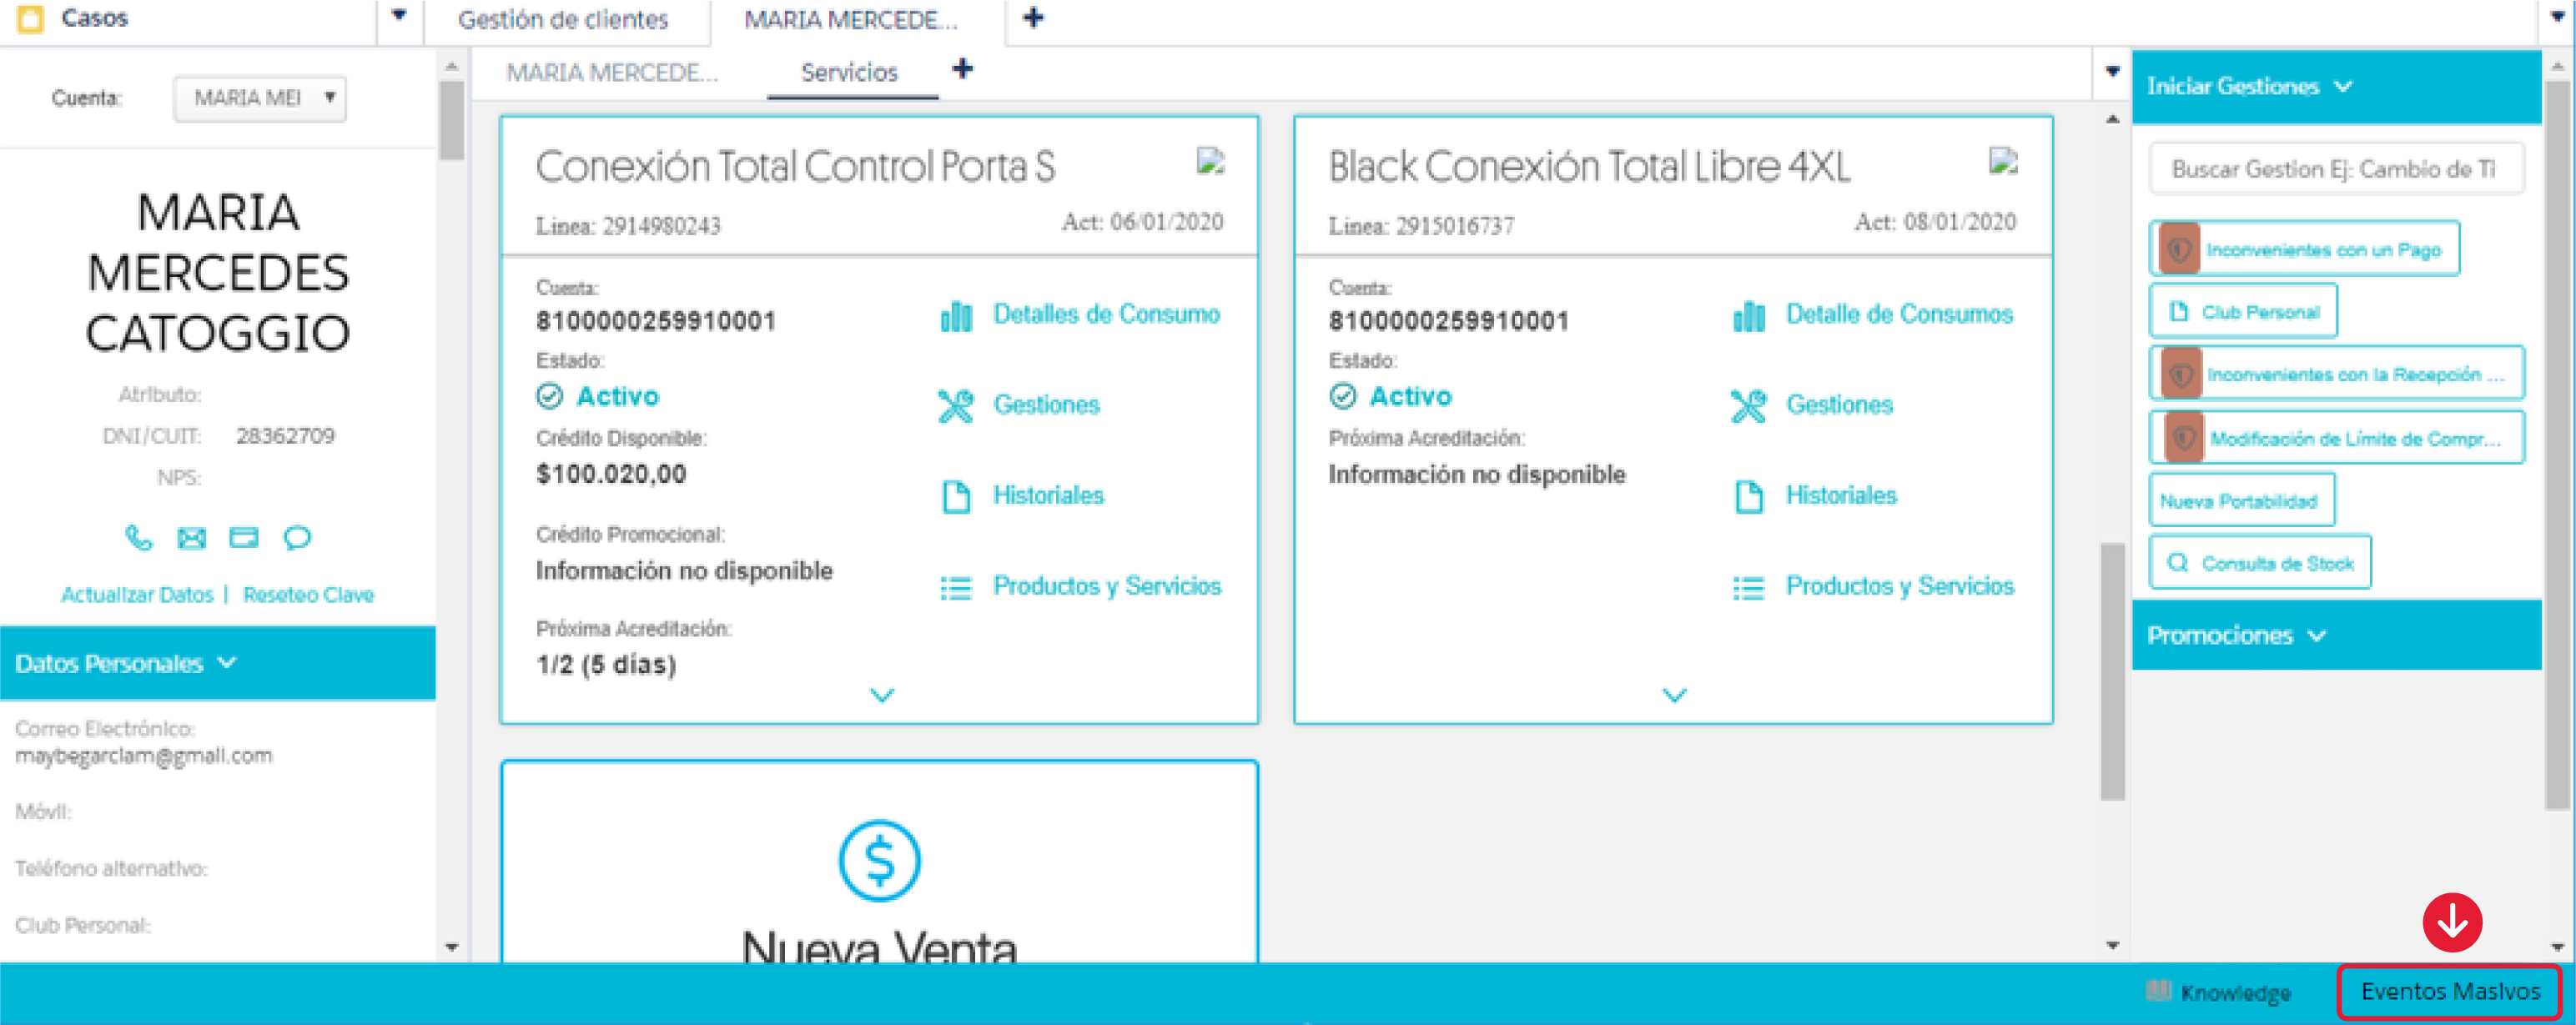 Casos
Gestión de clientes
MARIA MERCEDE...
MARIA MERCEDE...
Servicios
Cuenta:
MARIA MEI
MARIA
MERCEDES
CATOGGIO
Atributo:
DNI/CUIT: 28362709
NPS:
Actualizar Datos | Reseteo Clave
Datos Personales
Correo Electrónico:
maybegarciam@gmail.com
Móvil:
Teléfono alternativo:
Club Personal:
Conexión Total Control Porta S
Linea: 2914980243
Act: 06/01/2020
Cuenta:
8100000259910001
Estado:
Activo
Crédito Disponible:
$100.020,00
Crédito Promocional:
Información no disponible
Próxima Acreditación:
1/2 (5 días)
Detalles de Consumo
Gestiones
Historiales
Productos y Servicios
Black Conexión Total Libre 4XL
Linea: 2915016737
Act: 08/01/2020
Cuenta:
8100000259910001
Estado:
Activo
Próxima Acreditación:
Información no disponible
Detalle de Consumos
Gestiones
Historiales
Productos y Servicios
Nueva Venta
Iniciar Gestiones
Buscar Gestion Ej: Cambio de Ti
Inconvenientes con un Pago
Club Personal
Inconvenientes con la Recepción ...
Modificación de Límite de Compr...
Nueva Portabilidad
Consulta de Stock
Promociones
Knowledge
Eventos Masivos